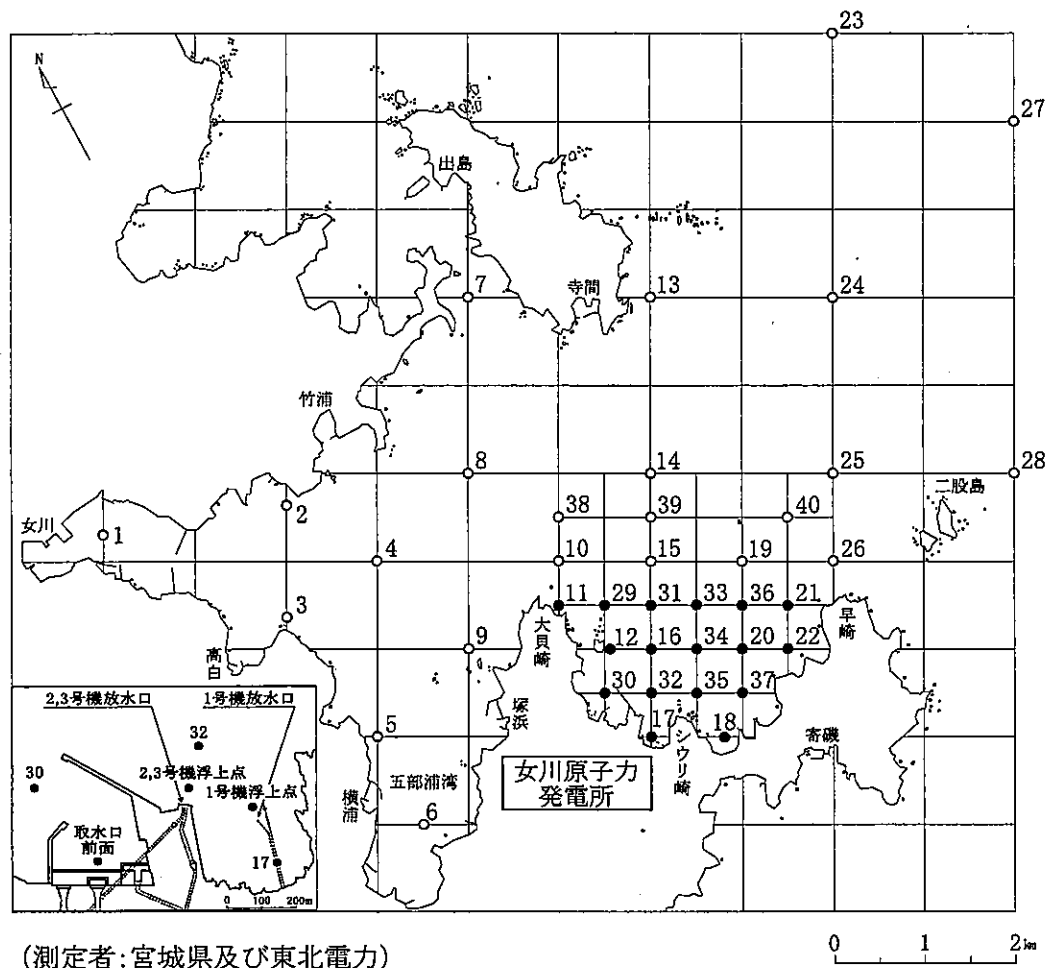 23
N
27
出島
7
寺間
13
24
竹浦
8
14
25
28
二股島
38
39
40
女川
1
2
4
10
15
19
26
3
11
29
31
33
36
21
早崎
大貝崎
高白
9
12
16
34
20
22
30
32
35
37
塚浜
5
17
シウリ崎
18
寄磯
女川原子力
発電所
横浦
五部浦湾
6
2,3号機放水口
1号機放水口
32
30
2,3号機浮上点
1号機浮上点
取水口
前面
17
0 100 200m
(測定者:宮城県及び東北電力)
0 1 2km